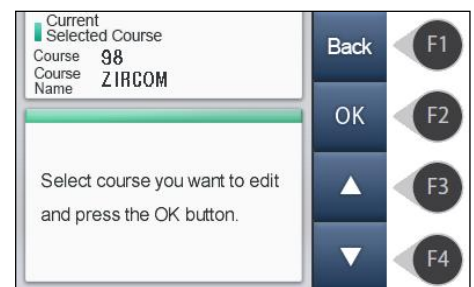 Current
Selected Course
Course 98
Course
Name ZIRCOM
Select course you want to edit
and press the OK button.
Back
OK
F1
F2
F3
F4